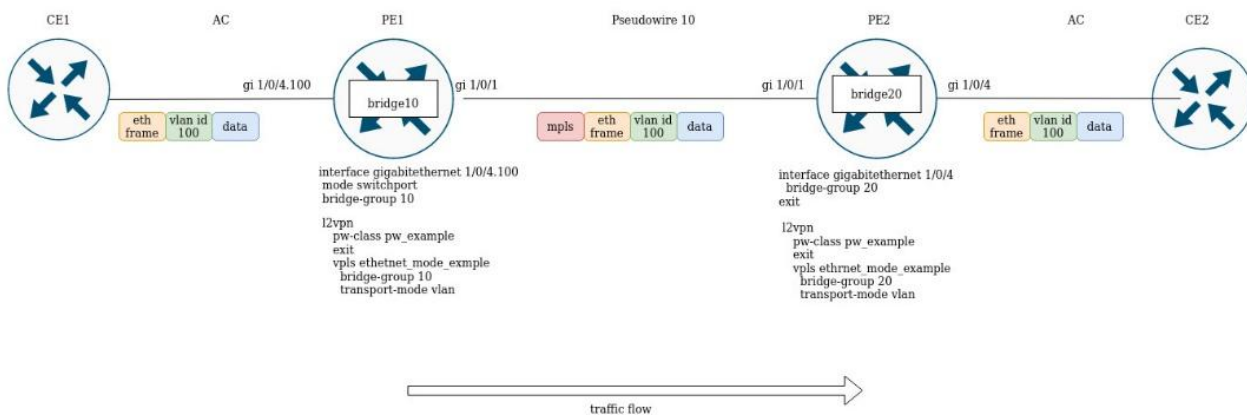 CE1
AC
PE1
Pseudowire 10
PE2
AC
CE2
gi 1/0/4.100
bridge10
gi 1/0/1
gi 1/0/1
bridge20
gi 1/0/4
eth
frame
vlan id
100
data
mpls
eth
frame
vlan id
100
data
eth
frame
vlan id
100
data
interface gigabitethernet 1/0/4.100
mode switchport
bridge-group 10
l2vpn
pw-class pw_example
exit
vpls ethetnet_mode_exmple
bridge-group 10
transport-mode vlan
interface gigabitethernet 1/0/4
bridge-group 20
exit
l2vpn
pw-class pw_example
exit
vpls ethrnet_mode_example
bridge-group 20
transport-mode vlan
traffic flow